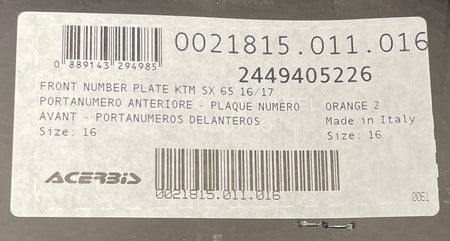 0021815.011.016
0 889143 294985
2449405226
FRONT NUMBER PLATE KTM SX 65 16/17
PORTANUMERO ANTERIORE - PLAQUE NUMERO
AVANT - PORTANUMEROS DELANTEROS
Size: 16
ORANGE 2
Made in Italy
Size: 16
ACERBIS
0021815.011.016
0061